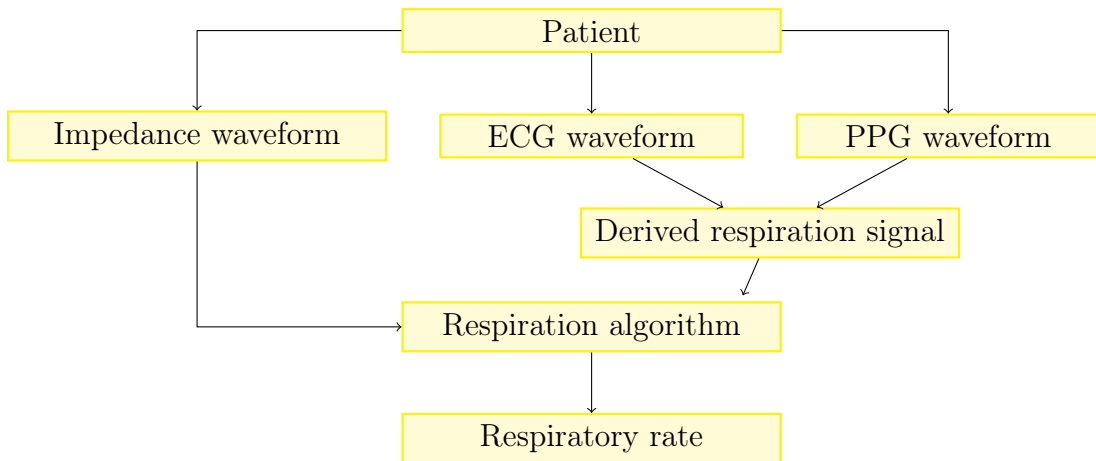 Patient
Impedance waveform
ECG waveform
PPG waveform
Derived respiration signal
Respiration algorithm
Respiratory rate